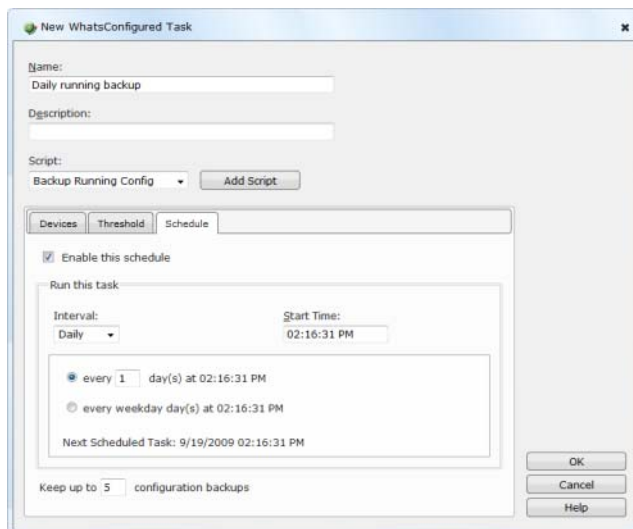 New WhatsConfigured Task
Name:
Daily running backup
Description:
Script:
Backup Running Config
Add Script
Devices Threshold Schedule
Enable this schedule
Run this task
Interval: Start Time:
Daily 02:16:31 PM
every 1 day(s) at 02:16:31 PM
every weekday day(s) at 02:16:31 PM
Next Scheduled Task: 9/19/2009 02:16:31 PM
Keep up to 5 configuration backups
OK
Cancel
Help